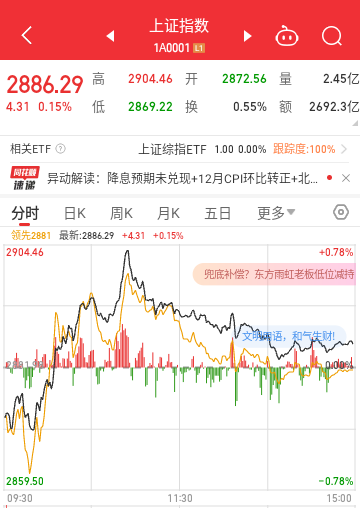 上证指数
1A0001 L1
2886.29 高 2904.46 开 2872.56 量 2.45亿
4.31 0.15% 低 2869.22 换 0.55% 额 2692.3亿
相关ETF 上证综指ETF 1.00 0.00% 跟踪度:100%
同花顺
速递
异动解读：降息预期未兑现+12月CPI环比转正+北...
分时 日K 周K 月K 五日 更多
领先2881 最新:2886.29 +4.31 +0.15%
2904.46 +0.78%
兜底补偿？东方雨虹老板低位减持
文明用语，和气生财!
0.00%
2859.50 -0.78%
09:30 11:30 15:00